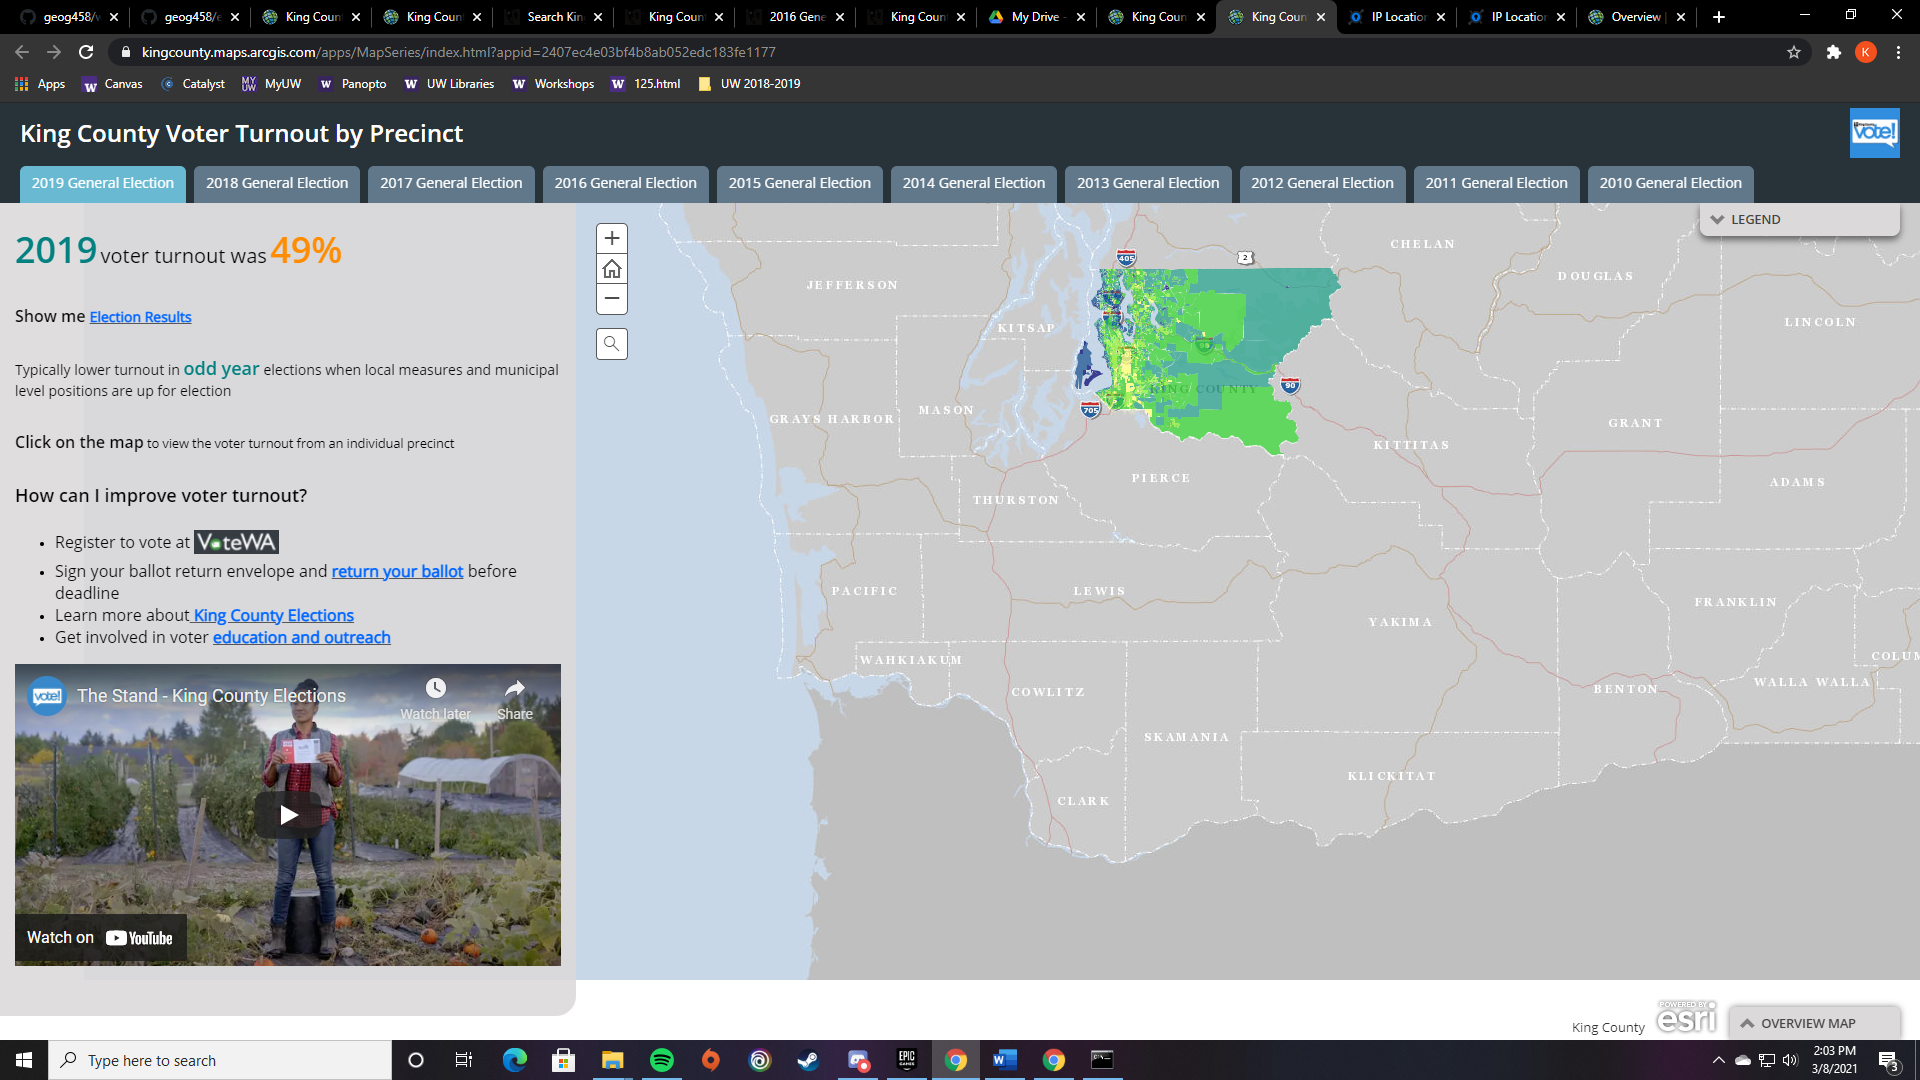 geog458/
geog458/
King Coun
King Coun
Search Kin
King Count
2016 Gene
King Count
My Drive -
King Coun
King Coun
IP Location
IP Location
Overview |
kingcounty.maps.arcgis.com/apps/MapSeries/index.html?appid=2407ec4e03bf4b8ab052edc183fe1177
K
Apps
Canvas
Catalyst
MyUW
Panopto
UW Libraries
Workshops
125.html
UW 2018-2019
King County Voter Turnout by Precinct
vote!
2019 General Election
2018 General Election
2017 General Election
2016 General Election
2015 General Election
2014 General Election
2013 General Election
2012 General Election
2011 General Election
2010 General Election
2019 voter turnout was 49%
Show me Election Results
Typically lower turnout in odd year elections when local measures and municipal
level positions are up for election
Click on the map to view the voter turnout from an individual precinct
How can I improve voter turnout?
• Register to vote at VoteWA
• Sign your ballot return envelope and return your ballot before
deadline
• Learn more about King County Elections
• Get involved in voter education and outreach
vote!
The Stand - King County Elections
Watch later
Share
Watch on YouTube
LEGEND
CHELAN
DOUGLAS
JEFFERSON
LINCOLN
KITSAP
405
2
90
705
KING COUNTY
MASON
GRAYS HARBOR
GRANT
KITTITAS
PIERCE
ADAMS
THURSTON
PACIFIC
LEWIS
FRANKLIN
YAKIMA
WAHKIAKUM
COLUM
WALLA WALLA
BENTON
COWLITZ
SKAMANIA
KLICKITAT
CLARK
King County
POWERED BY
esri
OVERVIEW MAP
Type here to search
EPIC
GAMES
2:03 PM
3/8/2021
3